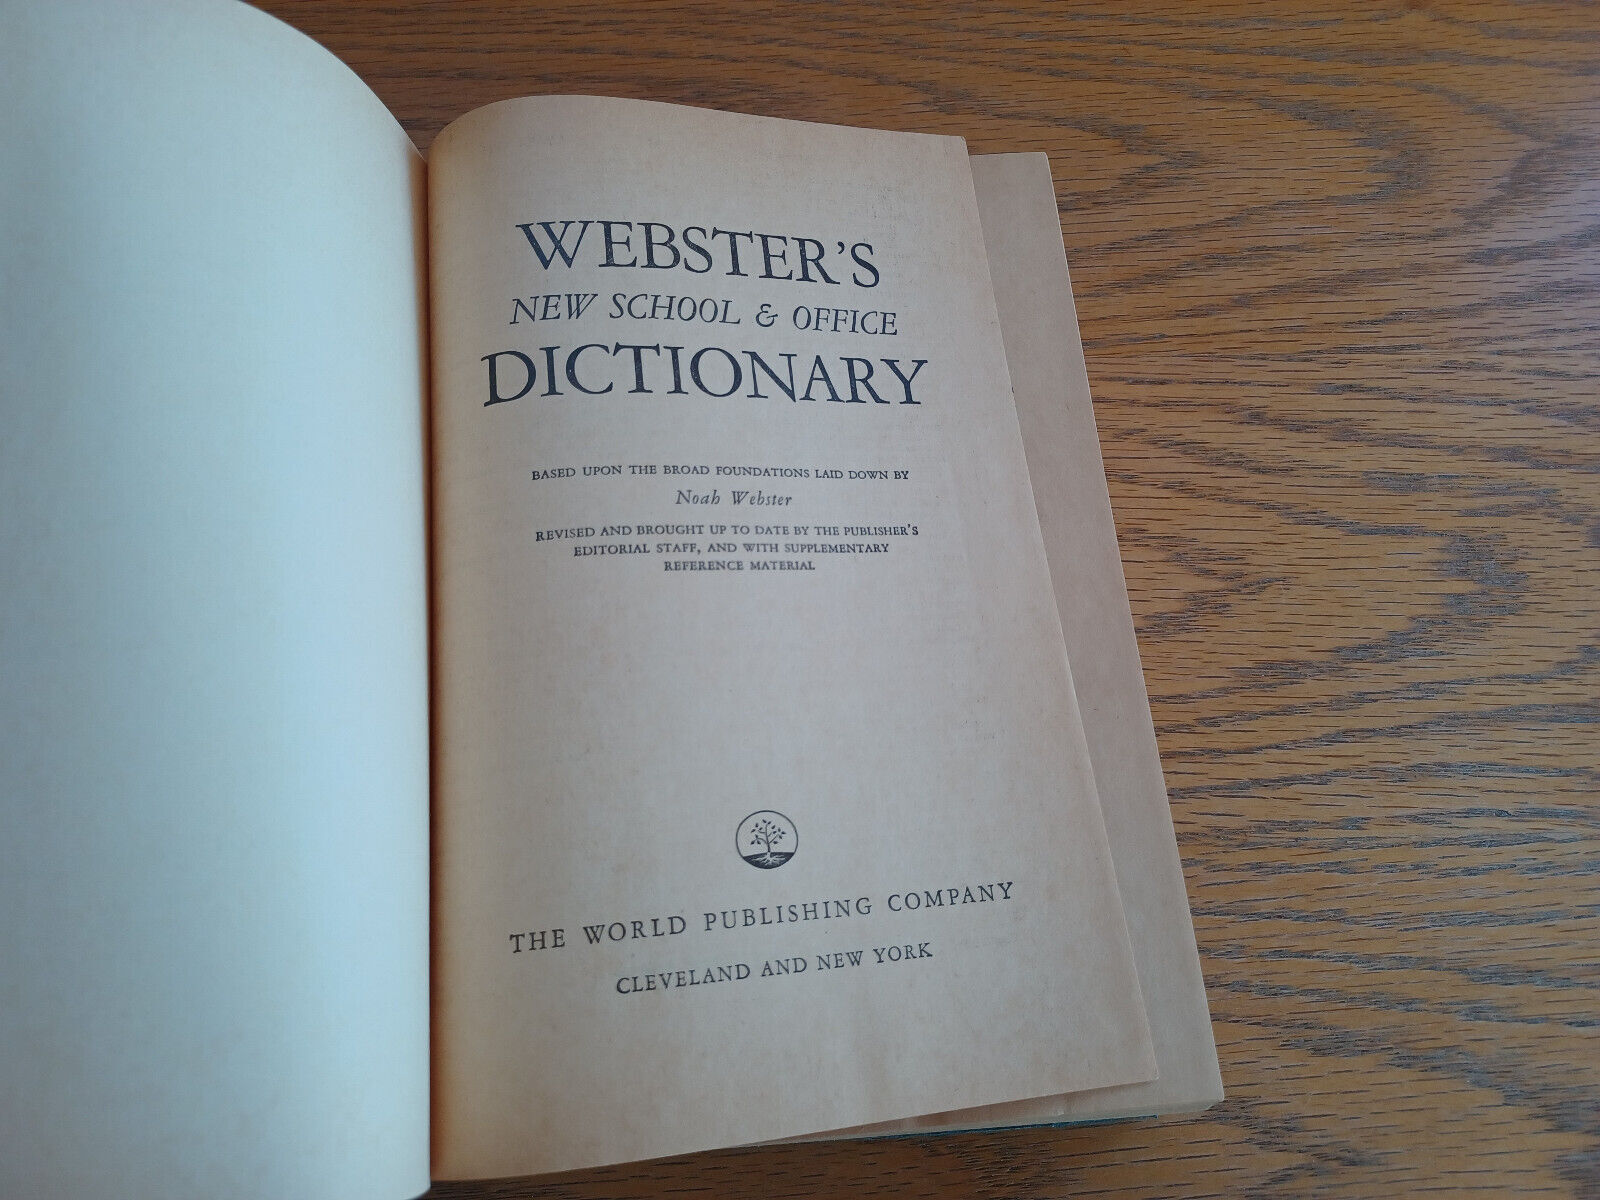 WEBSTER'S
NEW SCHOOL & OFFICE
DICTIONARY
BASED UPON THE BROAD FOUNDATIONS LAID DOWN BY
Noah Webster
REVISED AND BROUGHT UP TO DATE BY THE PUBLISHER'S
EDITORIAL STAFF, AND WITH SUPPLEMENTARY
REFERENCE MATERIAL
THE WORLD PUBLISHING COMPANY
CLEVELAND AND NEW YORK